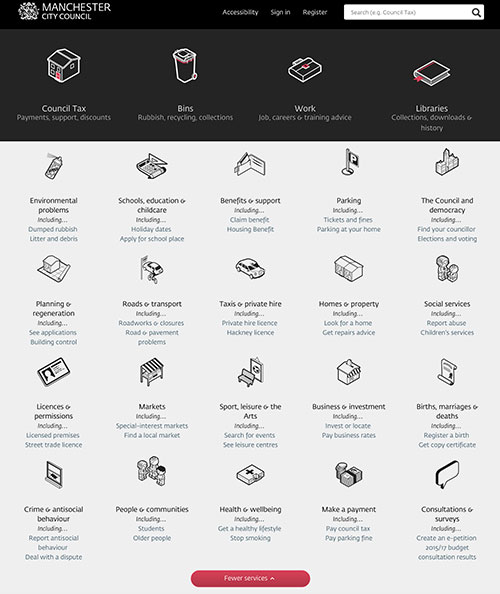 MANCHESTER
CITY COUNCIL
Accessibility Sign in Register Search (e.g. Council Tax)
Council Tax
Payments, support, discounts
Bins
Rubbish, recycling, collections
Work
Job, careers & training advice
Libraries
Collections, downloads &
history
Environmental
problems
Including...
Dumped rubbish
Litter and debris
Schools, education &
childcare
Including...
Holiday dates
Apply for school place
Benefits & support
Including...
Claim benefit
Housing Benefit
Parking
Including...
Tickets and fines
Parking at your home
The Council and
democracy
Including...
Find your councillor
Elections and voting
Planning &
regeneration
Including...
See applications
Building control
Roads & transport
Including...
Roadworks & closures
Road & pavement
problems
Taxis & private hire
Including...
Private hire licence
Hackney licence
Homes & property
Including...
Look for a home
Get repairs advice
Social services
Including...
Report abuse
Children's services
Licences &
permissions
Including...
Licensed premises
Street trade licence
Markets
Including...
Special-interest markets
Find a local market
Sport, leisure & the
Arts
Including...
Search for events
See leisure centres
Business & investment
Including...
Invest or locate
Pay business rates
Births, marriages &
deaths
Including...
Register a birth
Get copy certificate
Crime & antisocial
behaviour
Including...
Report antisocial
behaviour
Deal with a dispute
People & communities
Including...
Students
Older people
Health & wellbeing
Including...
Get a healthy lifestyle
Stop smoking
Make a payment
Including...
Pay council tax
Pay parking fine
Consultations &
surveys
Including...
Create an e-petition
2015/17 budget
consultation results
Fewer services